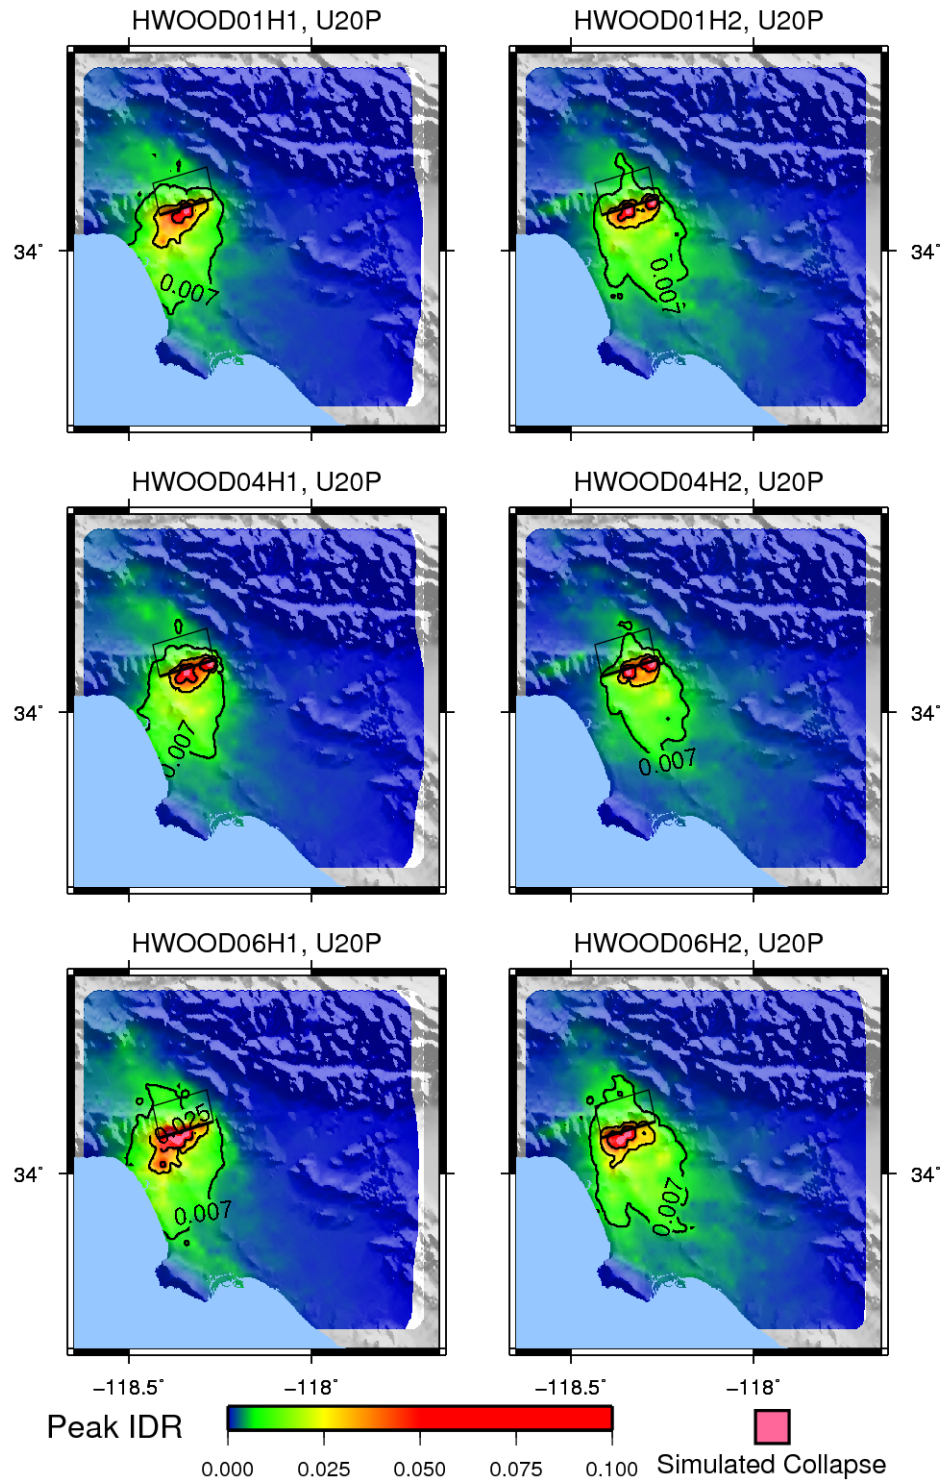 HWOOD01H1, U20P
HWOOD01H2, U20P
34°
0.007
0.007
34°
HWOOD04H1, U20P
HWOOD04H2, U20P
34°
0.007
0.007
34°
HWOOD06H1, U20P
HWOOD06H2, U20P
0.025
34°
0.007
0.007
34°
−118.5°
−118°
−118.5°
−118°
Peak IDR
0.000
0.025
0.050
0.075
0.100
Simulated Collapse